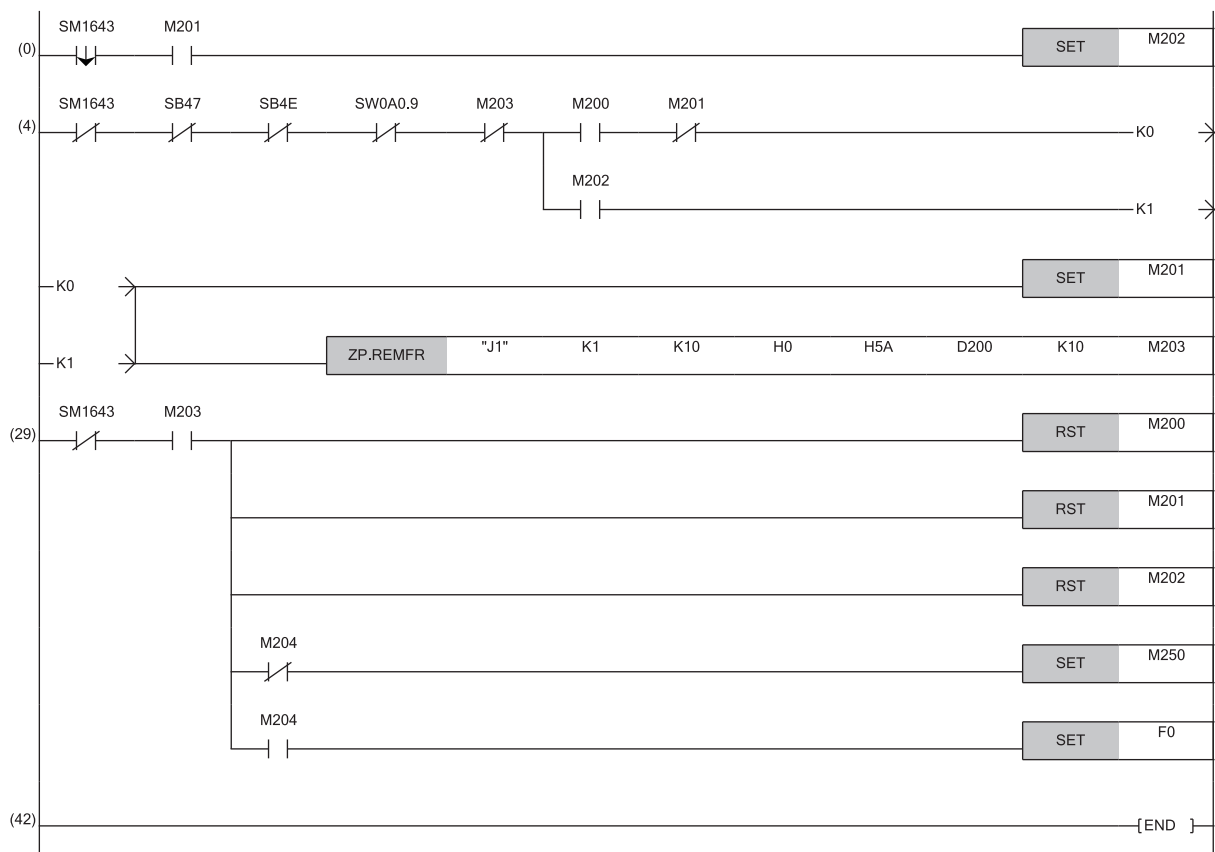 SM1643 M201
(0) SET M202
SM1643 SB47 SB4E SW0A0.9 M203 M200 M201
(4) K0
M202
K1
K0 SET M201
K1 ZP.REMFR "J1" K1 K10 H0 H5A D200 K10 M203
SM1643 M203
(29) RST M200
RST M201
RST M202
M204
SET M250
M204
SET F0
(42) [END ]